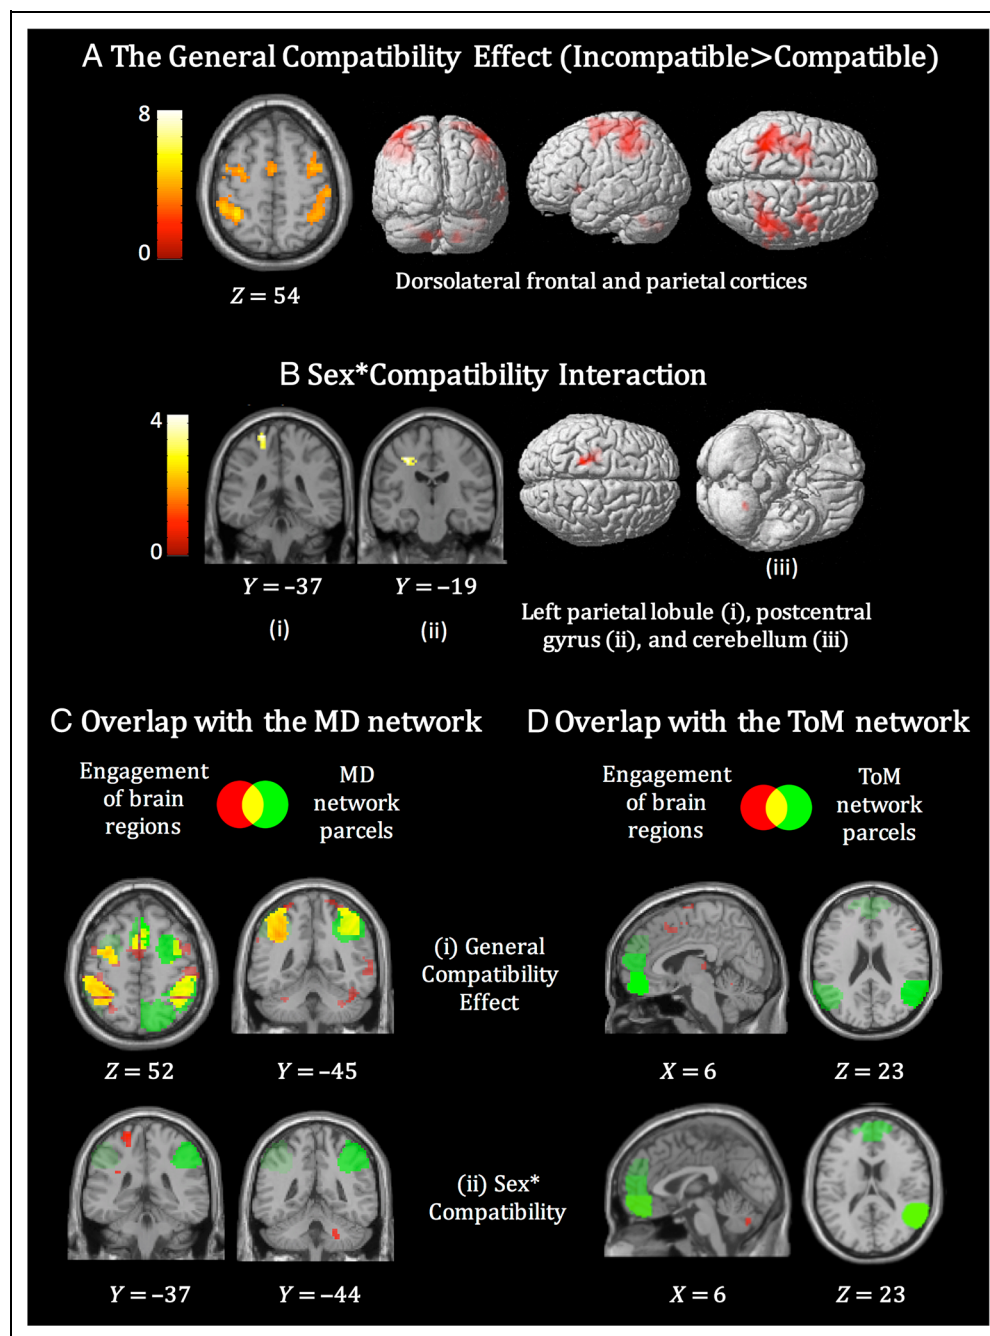 A The General Compatibility Effect (Incompatible>Compatible)
8
0
Z = 54
Dorsolateral frontal and parietal cortices
B Sex*Compatibility Interaction
4
0
Y = –37
Y = –19
(i)
(ii)
(iii)
Left parietal lobule (i), postcentral
gyrus (ii), and cerebellum (iii)
C Overlap with the MD network
Engagement
of brain
regions
MD
network
parcels
D Overlap with the ToM network
Engagement
of brain
regions
ToM
network
parcels
(i) General
Compatibility
Effect
Z = 52
Y = –45
X = 6
Z = 23
(ii) Sex*
Compatibility
Y = –37
Y = –44
X = 6
Z = 23